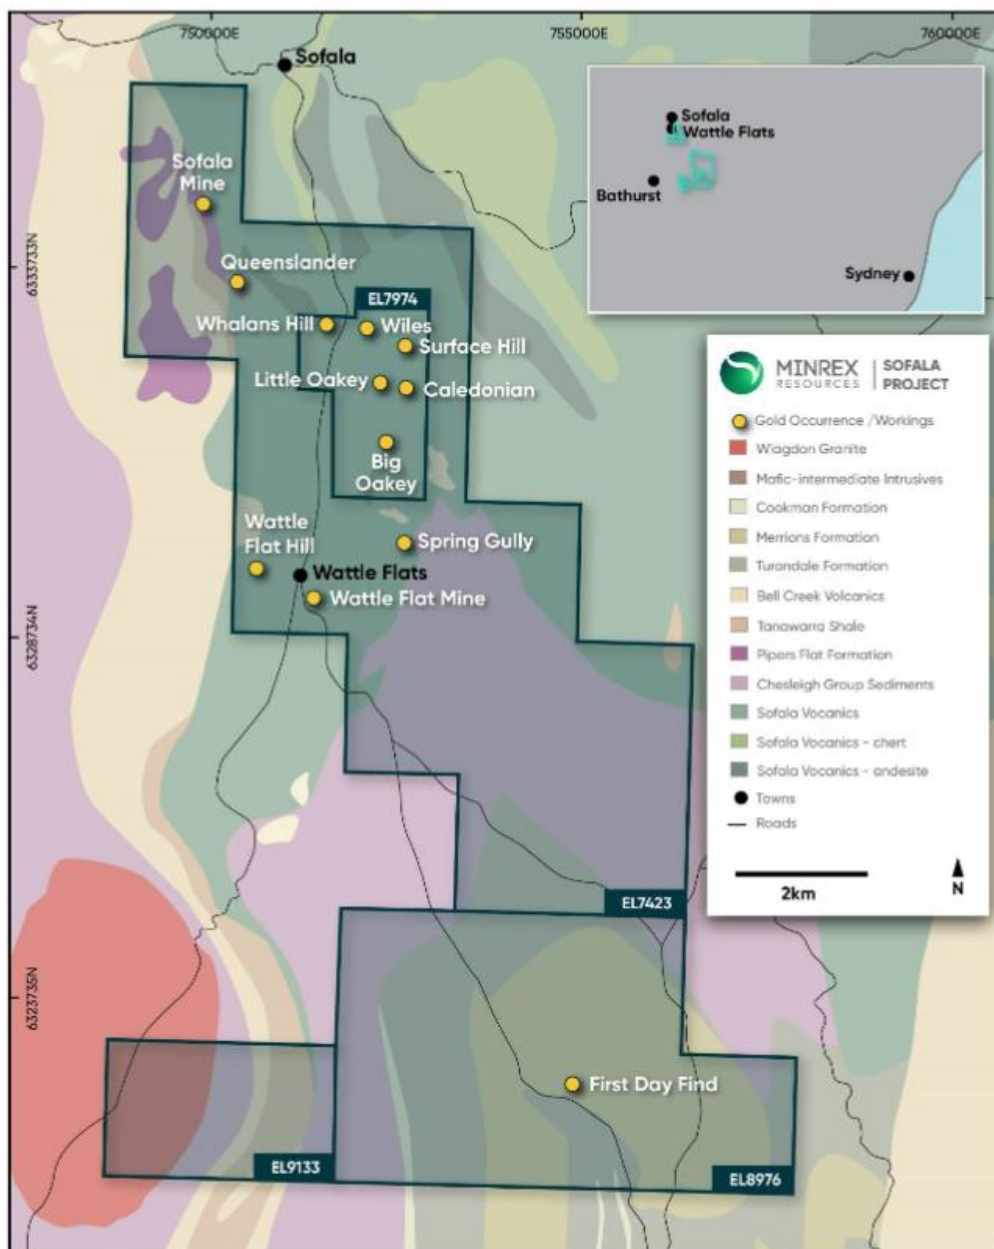 750000E
755000E
760000E
Sofala
Sofala
Wattle Flats
Bathurst
Sydney
Sofala
Mine
6333733N
Queenslander
EL7974
Whalans Hill
Wiles
Surface Hill
Little Oakey
Caledonian
Big
Oakey
Wattle
Flat Hill
Spring Gully
Wattle Flats
Wattle Flat Mine
6328734N
EL7423
6323735N
First Day Find
EL9133
EL8976
MINREX
RESOURCES
SOFALA
PROJECT
Gold Occurrence /Workings
Wiagdon Granite
Mafic-intermediate Intrusives
Cookman Formation
Merrions Formation
Turondale Formation
Bell Creek Volcanics
Tanawarra Shale
Pipers Flat Formation
Chesleigh Group Sediments
Sofala Vocanics
Sofala Vocanics - chert
Sofala Vocanics - andesite
Towns
Roads
2km
N